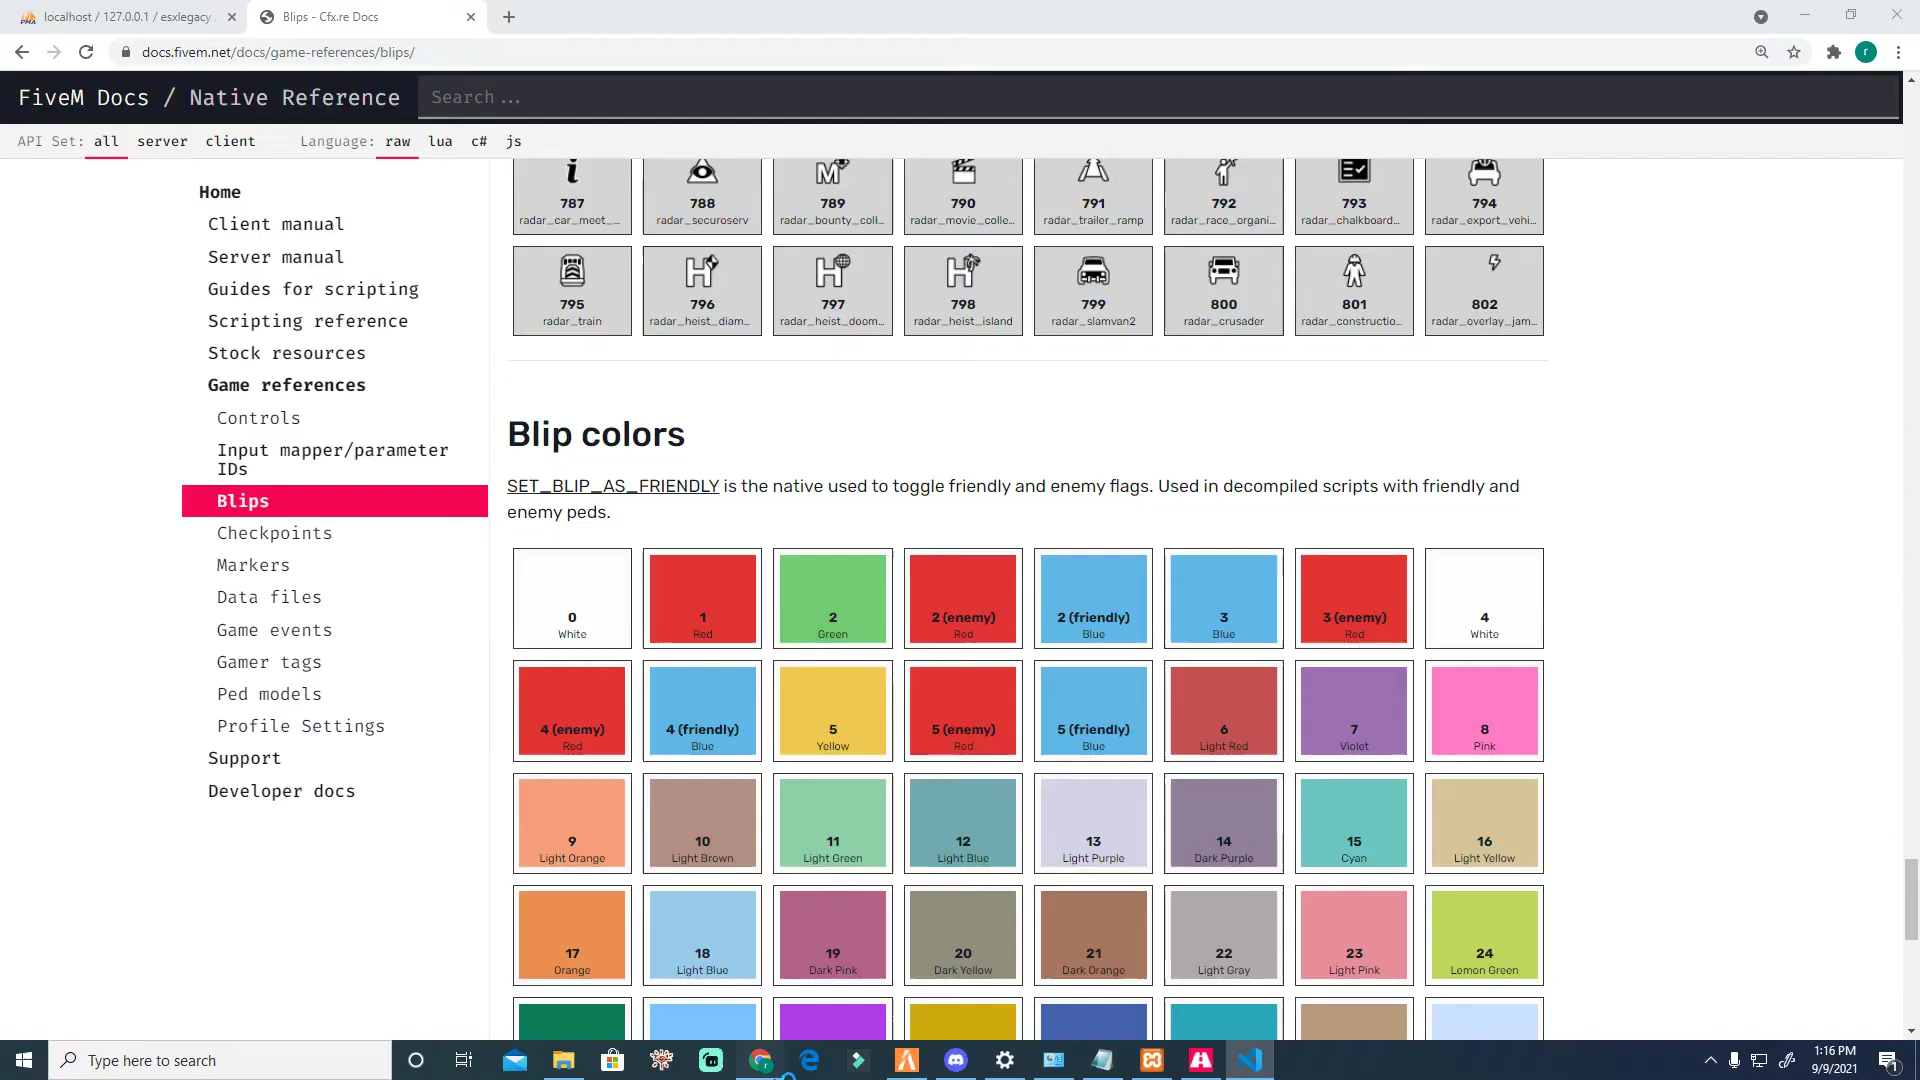 localhost / 127.0.0.1 / esxlegacy
Blips - Cfx.re Docs
docs.fivem.net/docs/game-references/blips/
r
FiveM Docs / Native Reference
Search ...
API Set: all server client Language: raw lua c# js
Home
Client manual
Server manual
Guides for scripting
Scripting reference
Stock resources
Game references
Controls
Input mapper/parameter
IDs
Blips
Checkpoints
Markers
Data files
Game events
Gamer tags
Ped models
Profile Settings
Support
Developer docs
787 788 789 790 791 792 793 794
radar_car_meet_... radar_securoserv radar_bounty_coll... radar_movie_colle... radar_trailer_ramp radar_race_organi... radar_chalkboard... radar_export_vehi...
795 796 797 798 799 800 801 802
radar_train radar_heist_diam... radar_heist_doom... radar_heist_island radar_slamvan2 radar_crusader radar_constructio... radar_overlay_jam...
Blip colors
SET_BLIP_AS_FRIENDLY is the native used to toggle friendly and enemy flags. Used in decompiled scripts with friendly and
enemy peds.
0 1 2 2 (enemy) 2 (friendly) 3 3 (enemy) 4
White Red Green Red Blue Blue Red White
4 (enemy) 4 (friendly) 5 5 (enemy) 5 (friendly) 6 7 8
Red Blue Yellow Red Blue Light Red Violet Pink
9 10 11 12 13 14 15 16
Light Orange Light Brown Light Green Light Blue Light Purple Dark Purple Cyan Light Yellow
17 18 19 20 21 22 23 24
Orange Light Blue Dark Pink Dark Yellow Dark Orange Light Gray Light Pink Lemon Green
Type here to search
1:16 PM
9/9/2021
1